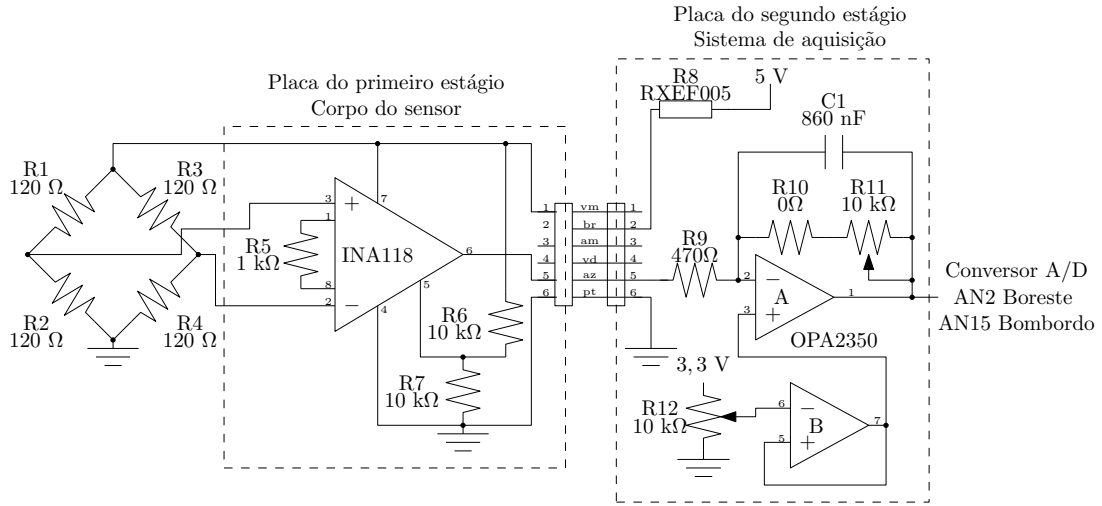 Placa do segundo estágio
Sistema de aquisição
Placa do primeiro estágio
Corpo do sensor
R8
RXEF005
5 V
C1
860 nF
R1
120 Ω
R3
120 Ω
R2
120 Ω
R4
120 Ω
R5
1 kΩ
3
1
8
2
+
−
INA118
7
6
5
4
R6
10 kΩ
R7
10 kΩ
1 vm 1
2 br 2
3 am 3
4 vd 4
5 az 5
6 pt 6
R9
470Ω
R10
0Ω
R11
10 kΩ
2
3
−
+
A
1
OPA2350
Conversor A/D
AN2 Boreste
AN15 Bombordo
3, 3 V
R12
10 kΩ
6
5
−
+
B
7